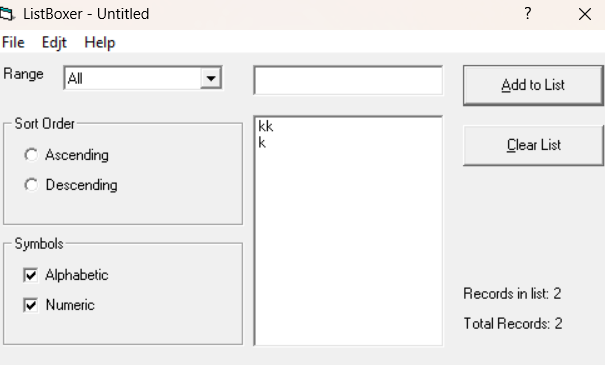 ListBoxer - Untitled
?
File Edjt Help
Range
All
Add to List
Sort Order
Ascending
Descending
kk
k
Clear List
Symbols
Alphabetic
Numeric
Records in list: 2
Total Records: 2